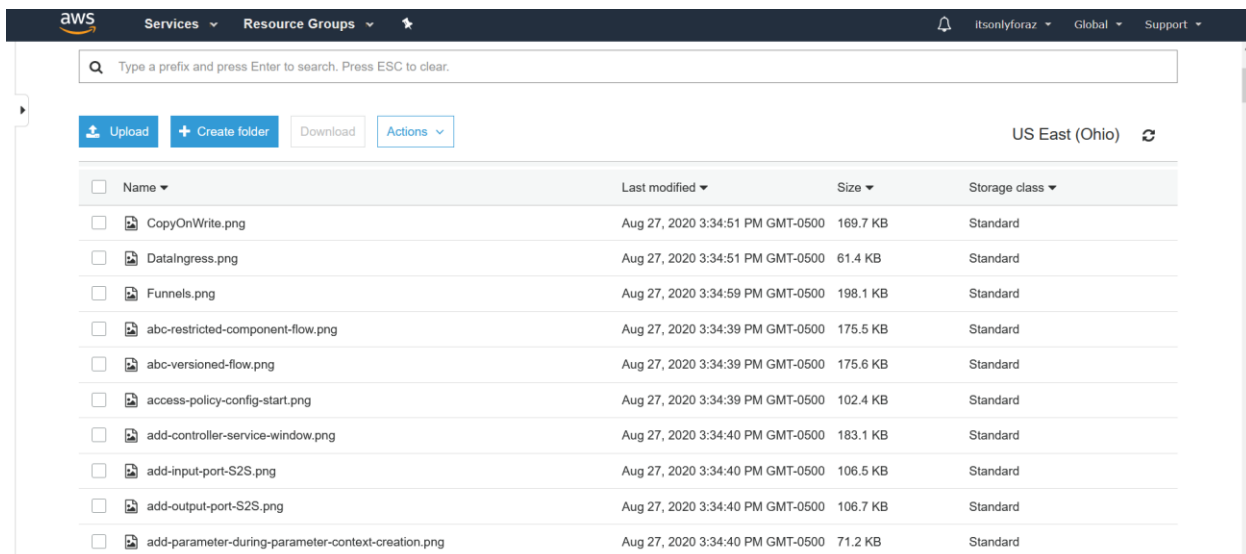 aws Services Resource Groups itsonlyforaz Global Support
Type a prefix and press Enter to search. Press ESC to clear.
Upload Create folder Download Actions US East (Ohio)
Name Last modified Size Storage class
CopyOnWrite.png Aug 27, 2020 3:34:51 PM GMT-0500 169.7 KB Standard
DataIngress.png Aug 27, 2020 3:34:51 PM GMT-0500 61.4 KB Standard
Funnels.png Aug 27, 2020 3:34:59 PM GMT-0500 198.1 KB Standard
abc-restricted-component-flow.png Aug 27, 2020 3:34:39 PM GMT-0500 175.5 KB Standard
abc-versioned-flow.png Aug 27, 2020 3:34:39 PM GMT-0500 175.6 KB Standard
access-policy-config-start.png Aug 27, 2020 3:34:39 PM GMT-0500 102.4 KB Standard
add-controller-service-window.png Aug 27, 2020 3:34:40 PM GMT-0500 183.1 KB Standard
add-input-port-S2S.png Aug 27, 2020 3:34:40 PM GMT-0500 106.5 KB Standard
add-output-port-S2S.png Aug 27, 2020 3:34:40 PM GMT-0500 106.7 KB Standard
add-parameter-during-parameter-context-creation.png Aug 27, 2020 3:34:40 PM GMT-0500 71.2 KB Standard